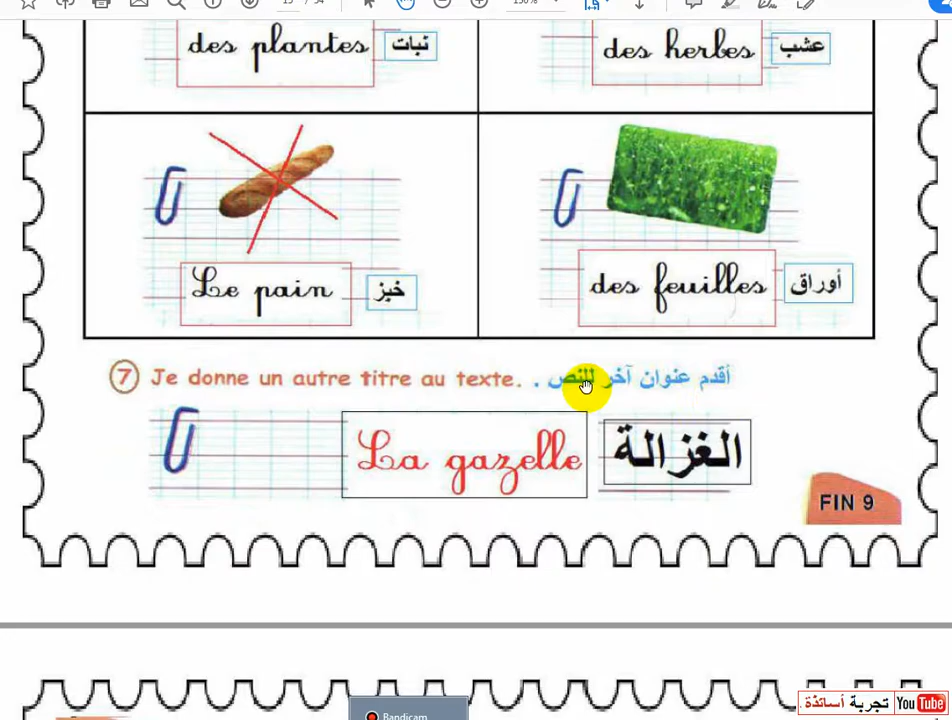 des plantes نبات
des herbes عشب
Le pain خبز
des feuilles أوراق
7 Je donne un autre titre au texte. . أقدم عنوان آخر للنص
La gazelle الغزالة
FIN 9
Bandicam
تجربة أساتذة . YouTube